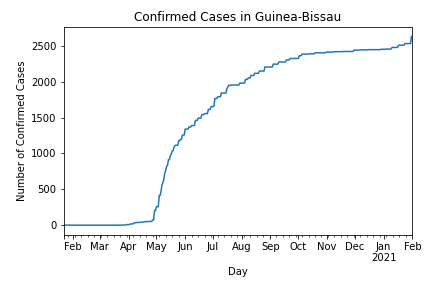 Confirmed Cases in Guinea-Bissau
Number of Confirmed Cases
2500
2000
1500
1000
500
0
Feb Mar Apr May Jun Jul Aug Sep Oct Nov Dec Jan Feb
2021
Day